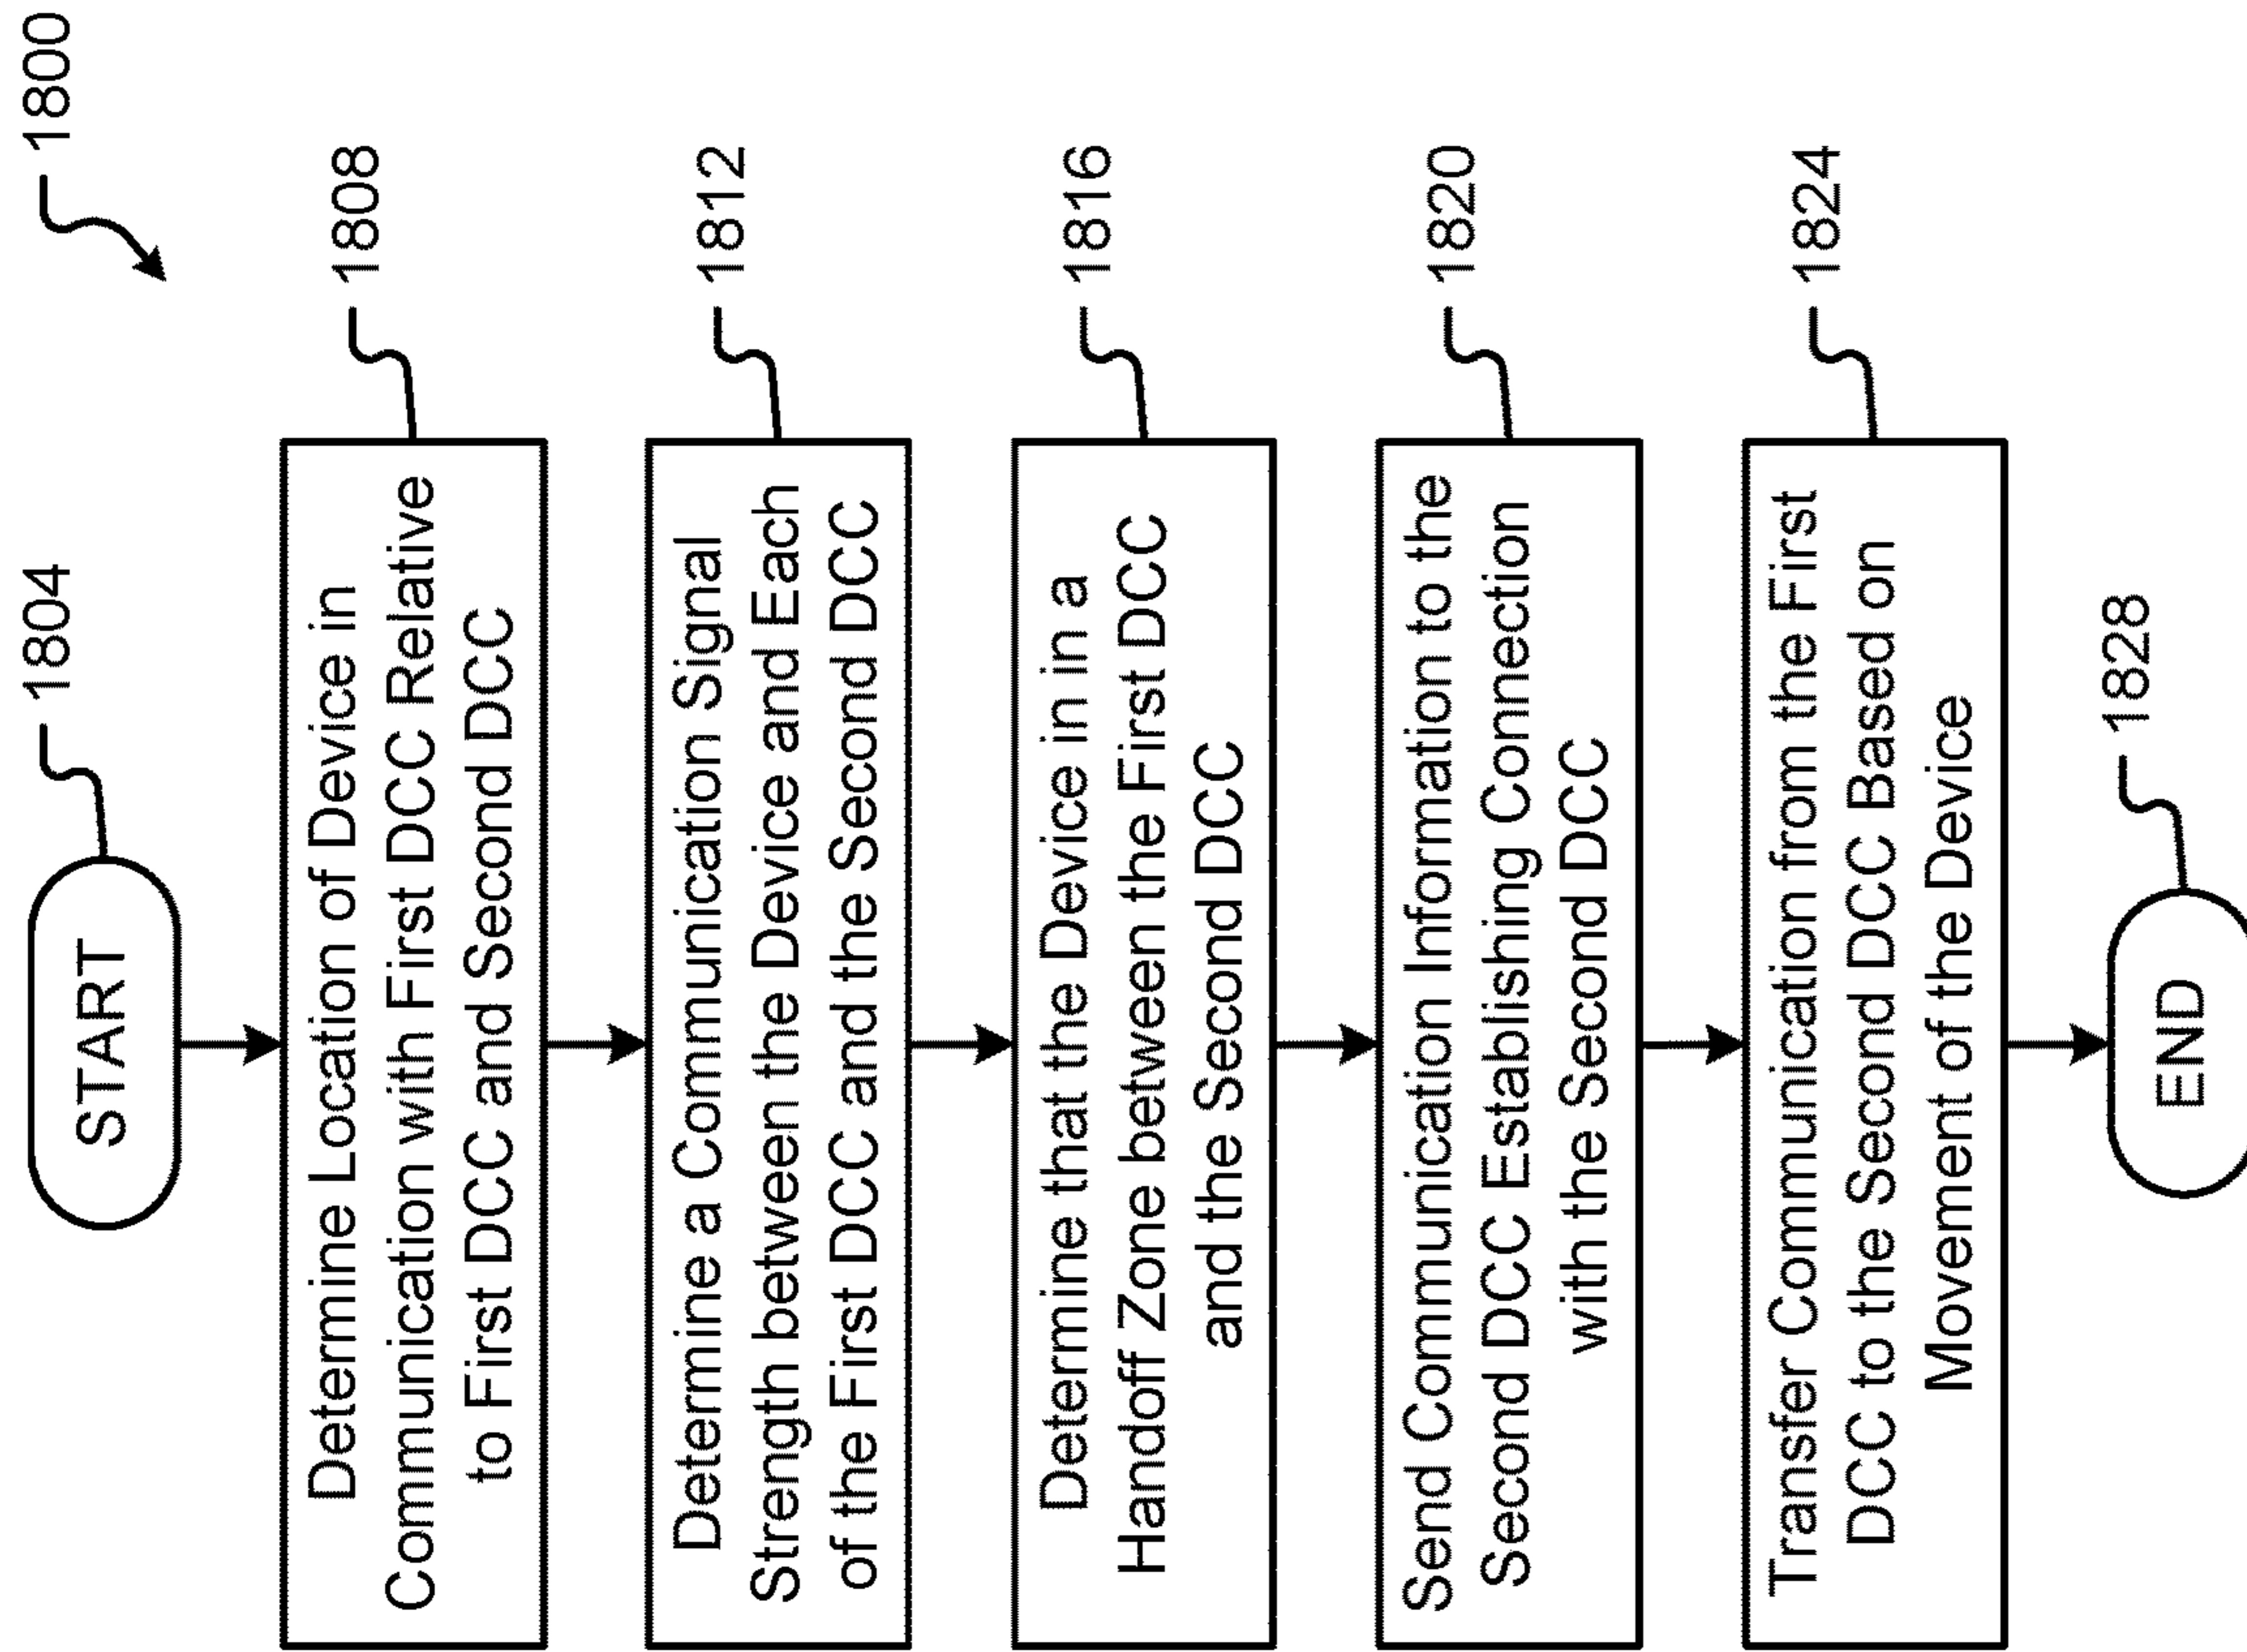 1800
START
1804
Determine Location of Device in
Communication with First DCC Relative
to First DCC and Second DCC
1808
Determine a Communication Signal
Strength between the Device and Each
of the First DCC and the Second DCC
1812
Determine that the Device in in a
Handoff Zone between the First DCC
and the Second DCC
1816
Send Communication Information to the
Second DCC Establishing Connection
with the Second DCC
1820
Transfer Communication from the First
DCC to the Second DCC Based on
Movement of the Device
1824
END
1828